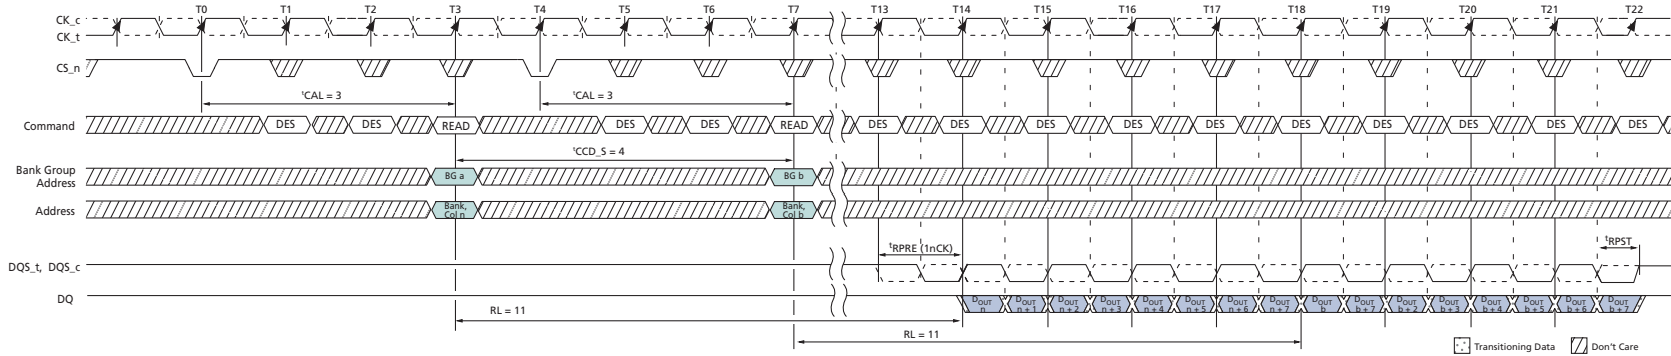 T0 T1 T2 T3 T4 T5 T6 T7 T13 T14 T15 T16 T17 T18 T19 T20 T21 T22
CK_c
CK_t
CS_n
tCAL = 3 tCAL = 3
Command DES DES READ DES DES READ DES DES DES DES DES DES DES DES DES DES
tCCD_S = 4
Bank Group
Address BG a BG b
Address Bank, Col n Bank, Col b
tRPRE (1nCK) tRPST
DQS_t, DQS_c
DQ DOUT n DOUT n + 1 DOUT n + 2 DOUT n + 3 DOUT n + 4 DOUT n + 5 DOUT n + 6 DOUT n + 7 DOUT b DOUT b + 7 DOUT b + 2 DOUT b + 3 DOUT b + 4 DOUT b + 5 DOUT b + 6 DOUT b + 7
RL = 11
RL = 11
Transitioning Data Don't Care